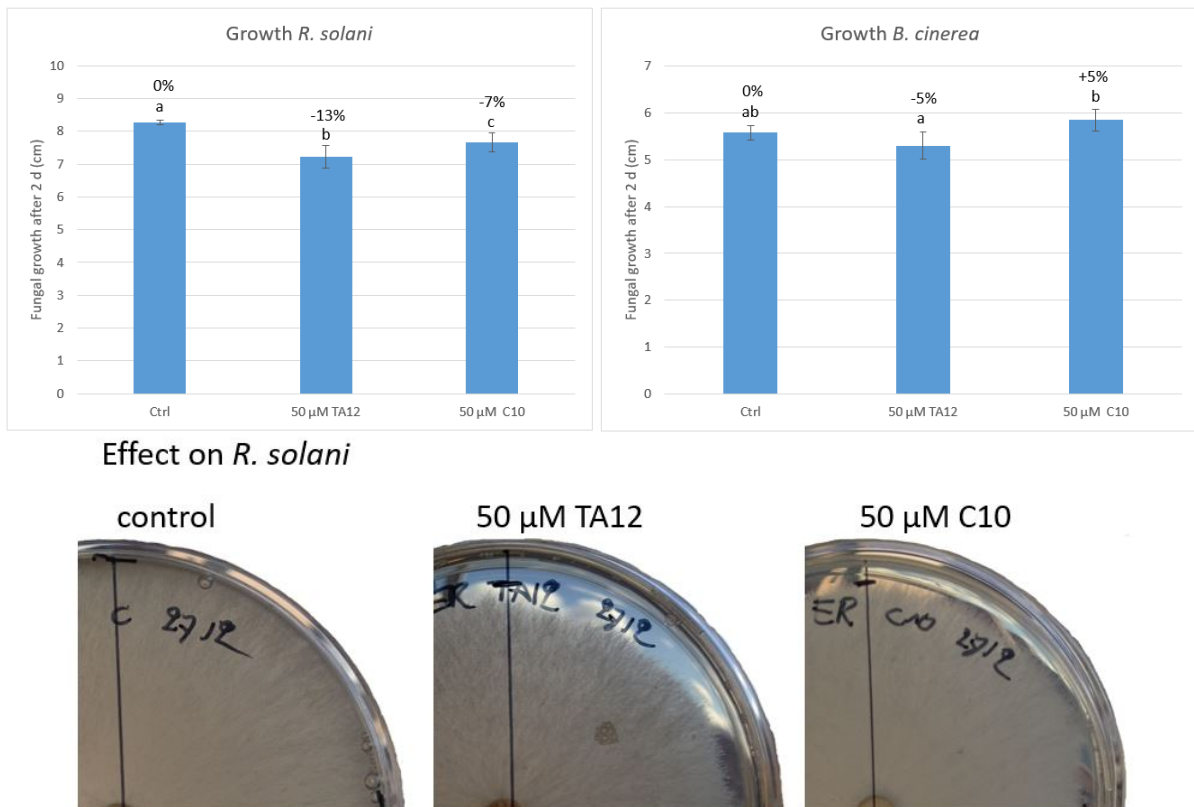 Growth R. solani
10
9
8
7
6
5
4
3
2
1
0
Fungal growth after 2 d (cm)
0%
a
-13%
b
-7%
c
Ctrl
50 µM TA12
50 µM C10
Growth B. cinerea
7
6
5
4
3
2
1
0
Fungal growth after 2 d (cm)
0%
ab
-5%
a
+5%
b
Ctrl
50 µM TA12
50 µM C10
Effect on R. solani
control
50 µM TA12
50 µM C10
C 27/12
ER TA12 27/12
ER C10 27/12